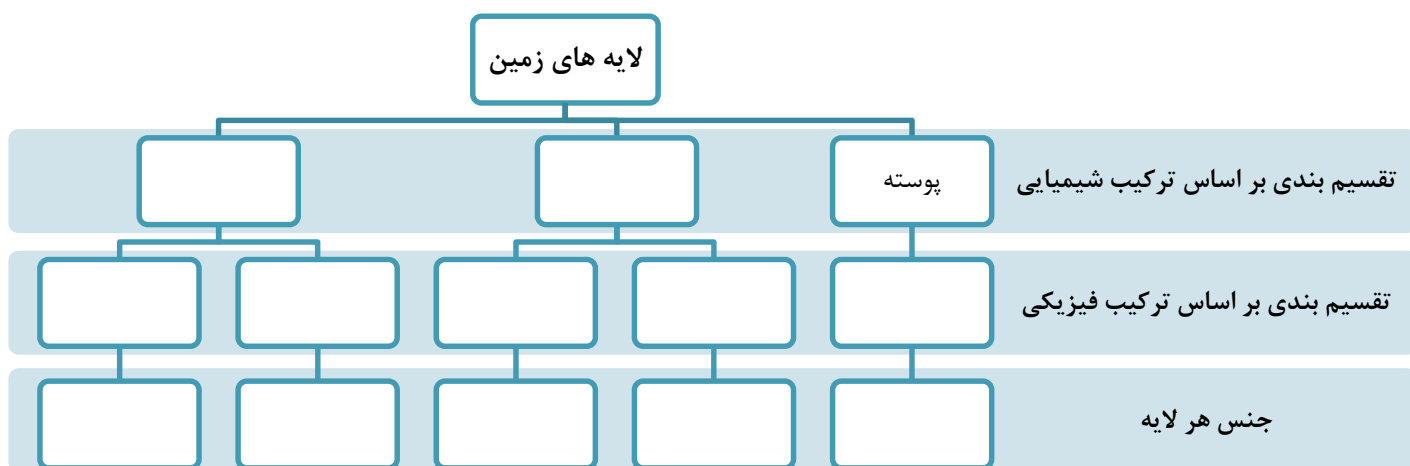 لایه های زمین
تقسیم بندی بر اساس ترکیب شیمیایی
پوسته
تقسیم بندی بر اساس ترکیب فیزیکی
جنس هر لایه